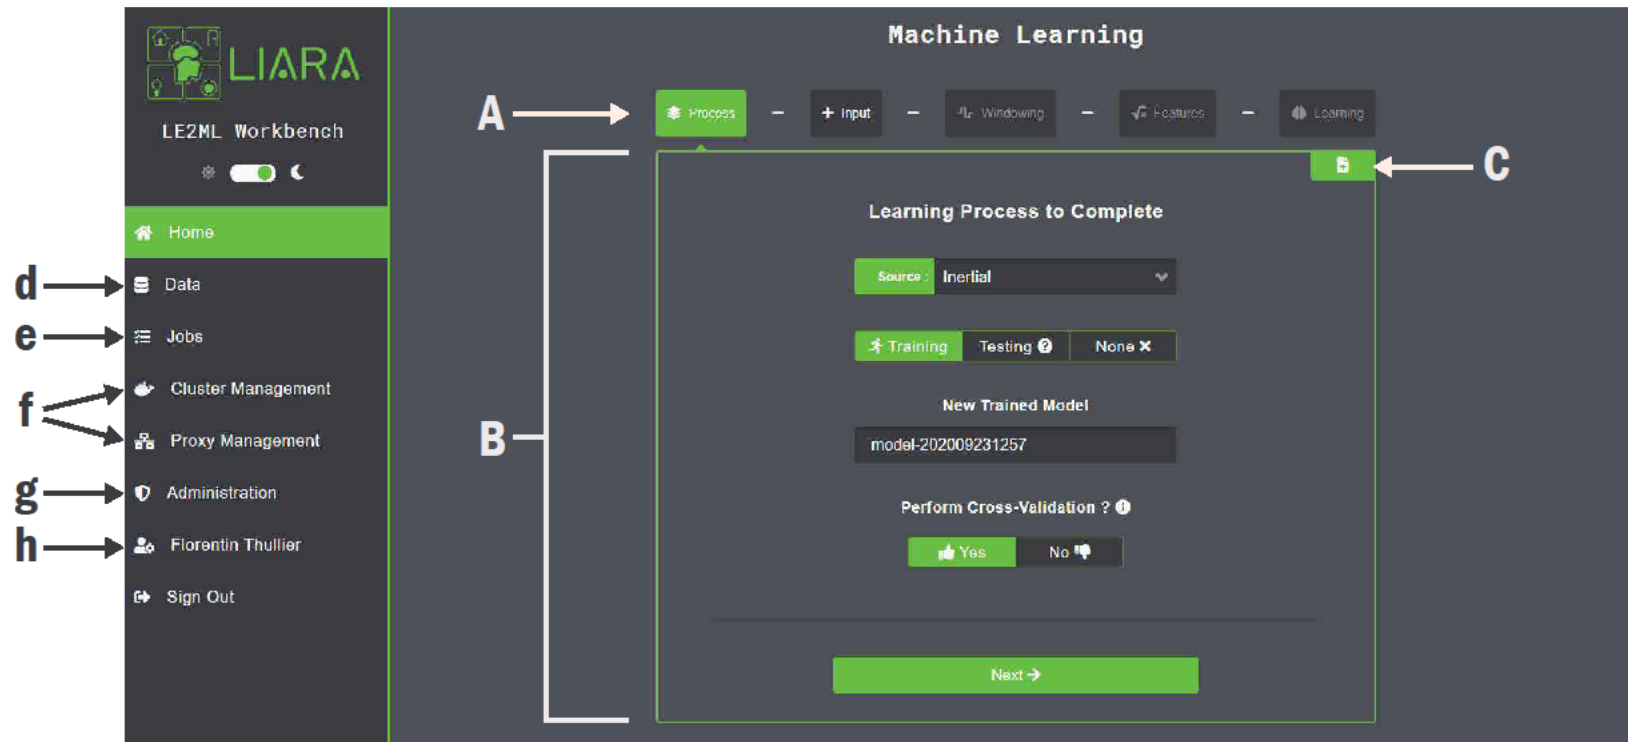 LIARA
LE2ML Workbench
Home
d
Data
e
Jobs
f
Cluster Management
Proxy Management
g
Administration
h
Florentin Thullier
Sign Out
Machine Learning
A
Process
Input
Windowing
Features
Learning
B
C
Learning Process to Complete
Source : Inertial
Training Testing None
New Trained Model
model-202009231257
Perform Cross-Validation ?
Yes No
Next